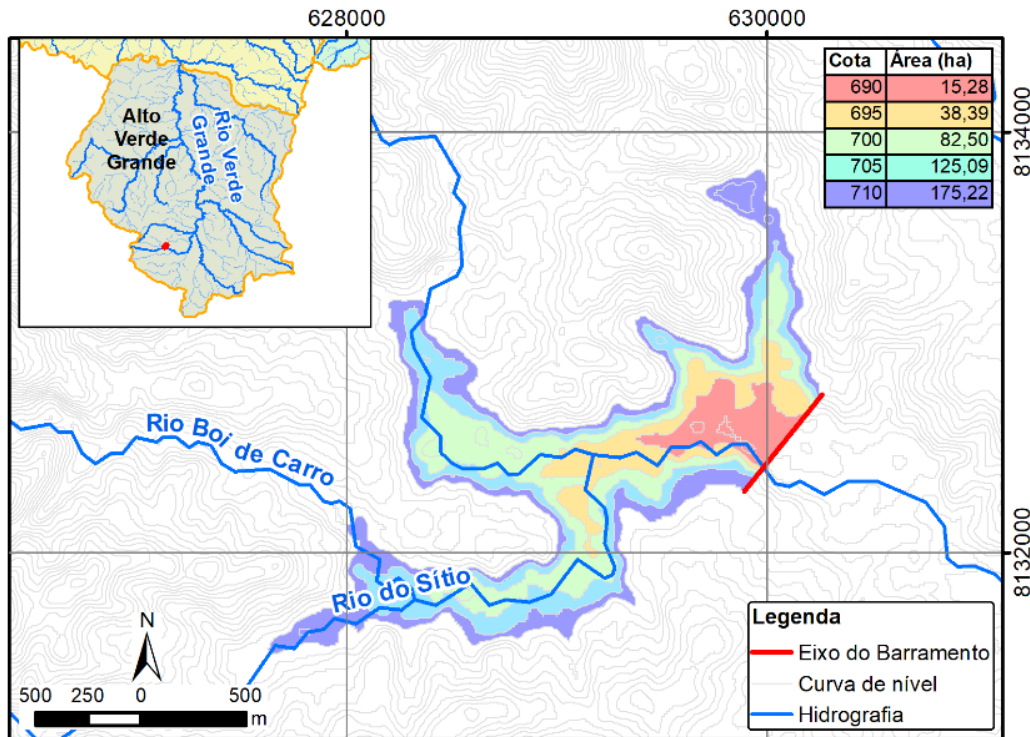 628000
630000
Alto
Verde
Grande
Rio Verde
Grande
Cota Área (ha)
690 15,28
695 38,39
700 82,50
705 125,09
710 175,22
8134000
Rio Boi de Carro
Rio do Sítio
8132000
N
500 250 0 500
m
Legenda
Eixo do Barramento
Curva de nível
Hidrografia